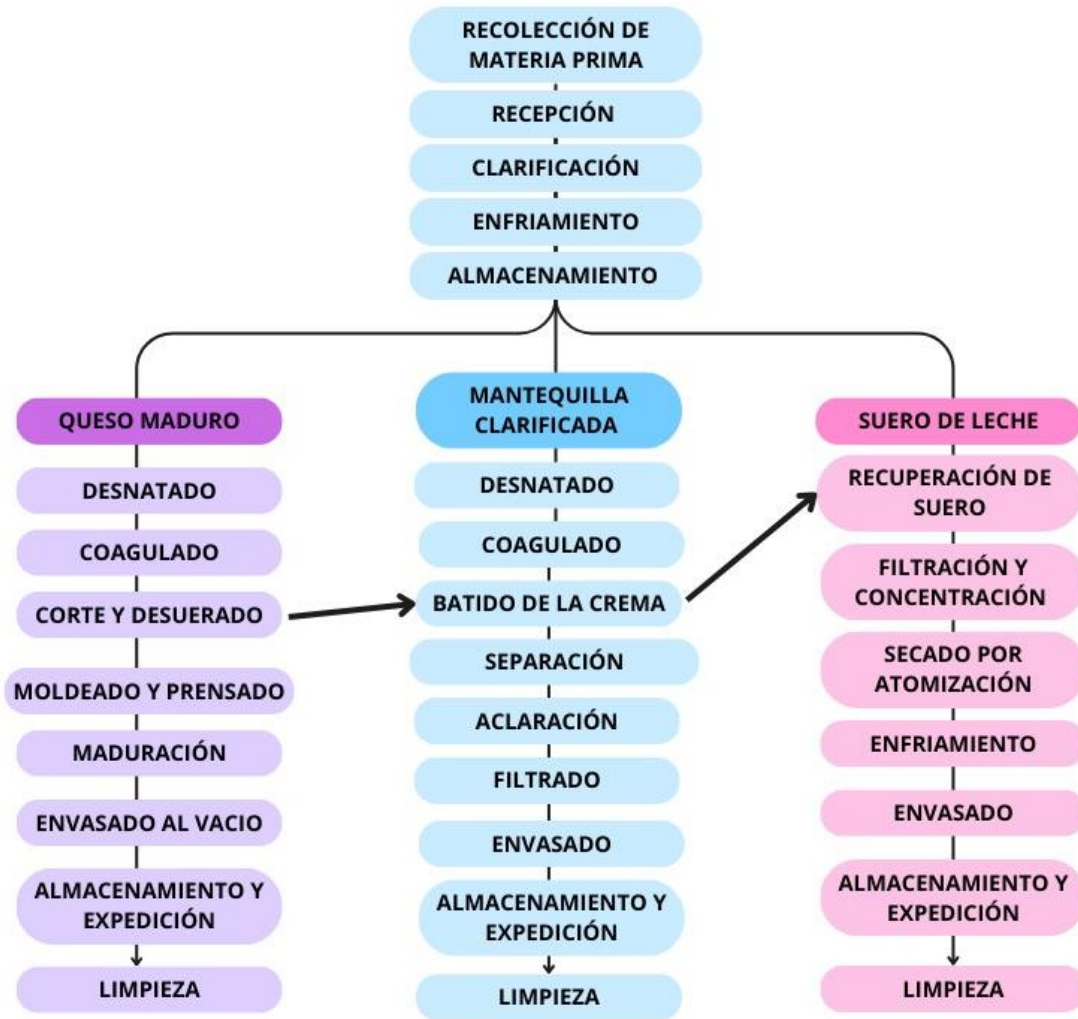 RECOLECCIÓN DE
MATERIA PRIMA
RECEPCIÓN
CLARIFICACIÓN
ENFRIAMIENTO
ALMACENAMIENTO
QUESO MADURO
DESNATADO
COAGULADO
CORTE Y DESUERADO
MOLDEADO Y PRENSADO
MADURACIÓN
ENVASADO AL VACIO
ALMACENAMIENTO Y
EXPEDICIÓN
LIMPIEZA
MANTEQUILLA
CLARIFICADA
DESNATADO
COAGULADO
BATIDO DE LA CREMA
SEPARACIÓN
ACLARACIÓN
FILTRADO
ENVASADO
ALMACENAMIENTO Y
EXPEDICIÓN
LIMPIEZA
SUERO DE LECHE
RECUPERACIÓN DE
SUERO
FILTRACIÓN Y
CONCENTRACIÓN
SECADO POR
ATOMIZACIÓN
ENFRIAMIENTO
ENVASADO
ALMACENAMIENTO Y
EXPEDICIÓN
LIMPIEZA